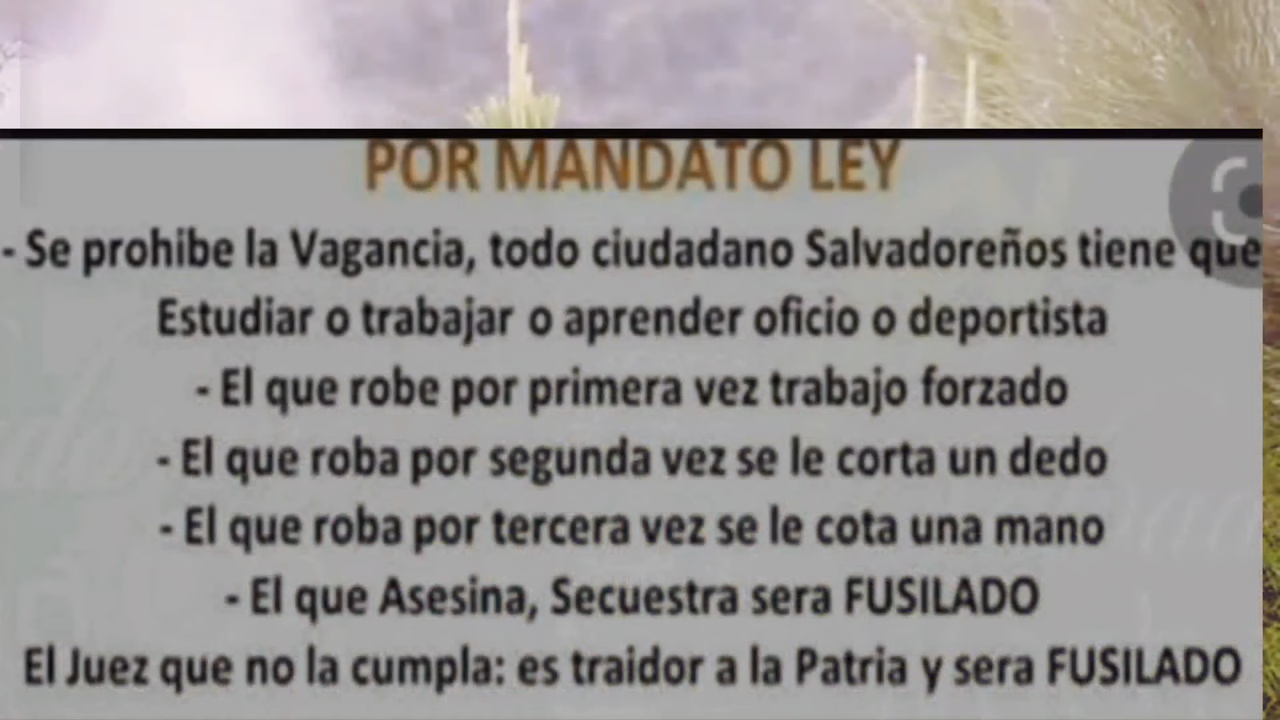 POR MANDATO LEY
- Se prohibe la Vagancia, todo ciudadano Salvadoreños tiene que
Estudiar o trabajar o aprender oficio o deportista
- El que robe por primera vez trabajo forzado
- El que roba por segunda vez se le corta un dedo
- El que roba por tercera vez se le cota una mano
- El que Asesina, Secuestra sera FUSILADO
El Juez que no la cumpla: es traidor a la Patria y sera FUSILADO